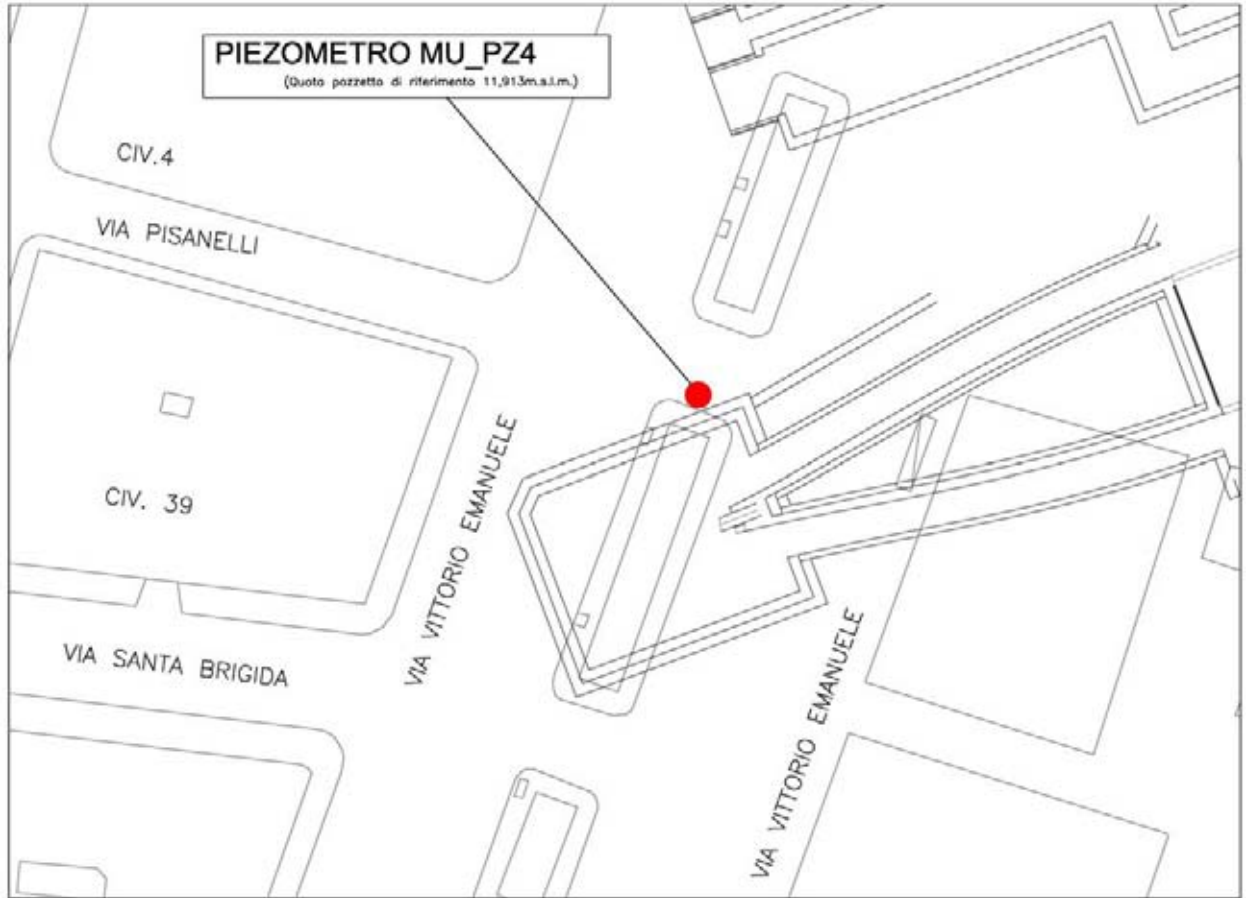 PIEZOMETRO MU_PZ4
(Quota pozzetto di riferimento 11,913m.s.l.m.)
CIV.4
VIA PISANELLI
CIV. 39
VIA VITTORIO EMANUELE
VIA SANTA BRIGIDA
VIA VITTORIO EMANUELE